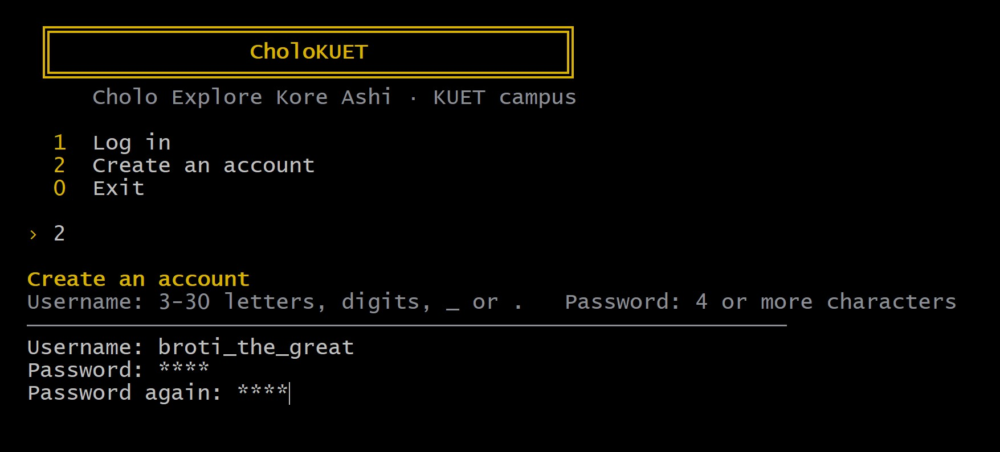 CholoKUET
Cholo Explore Kore Ashi · KUET campus
1 Log in
2 Create an account
0 Exit
› 2
Create an account
Username: 3-30 letters, digits, _ or .   Password: 4 or more characters
Username: broti_the_great
Password: ****
Password again: ****